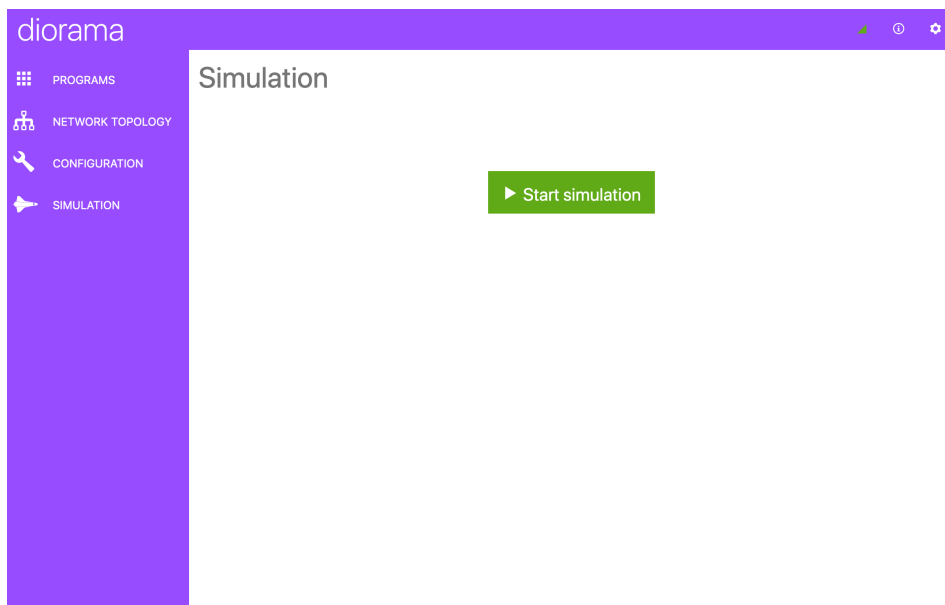 diorama
PROGRAMS
NETWORK TOPOLOGY
CONFIGURATION
SIMULATION
Simulation
Start simulation